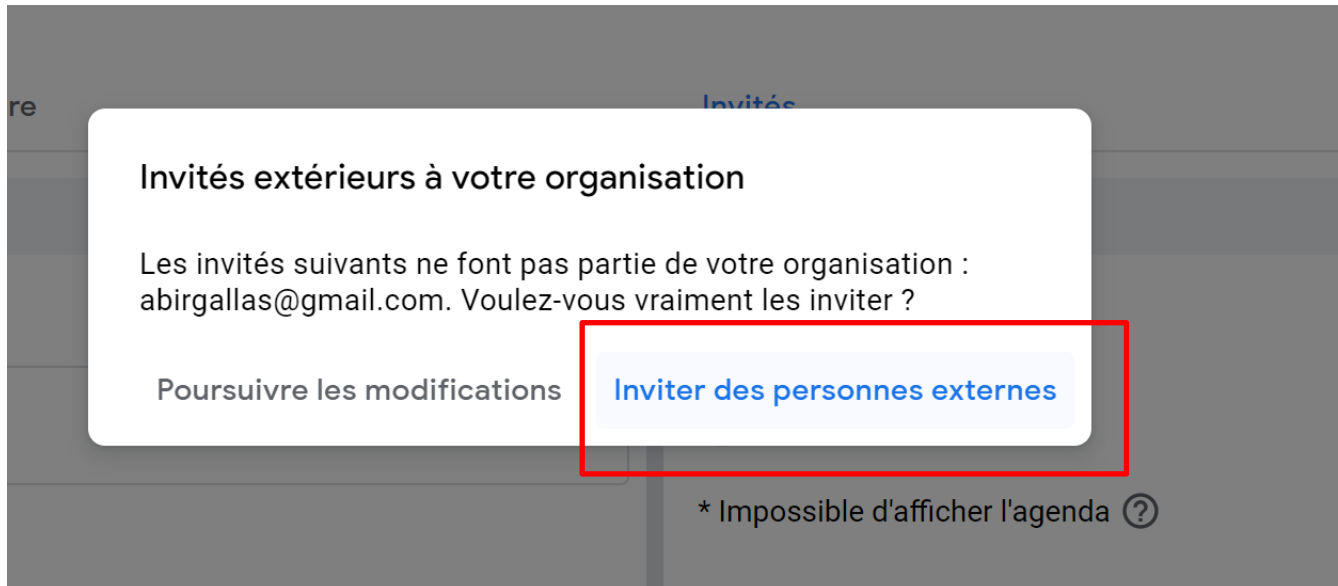 re
Invités
Invités extérieurs à votre organisation
Les invités suivants ne font pas partie de votre organisation :
abirgallas@gmail.com. Voulez-vous vraiment les inviter ?
Poursuivre les modifications
Inviter des personnes externes
* Impossible d'afficher l'agenda ?